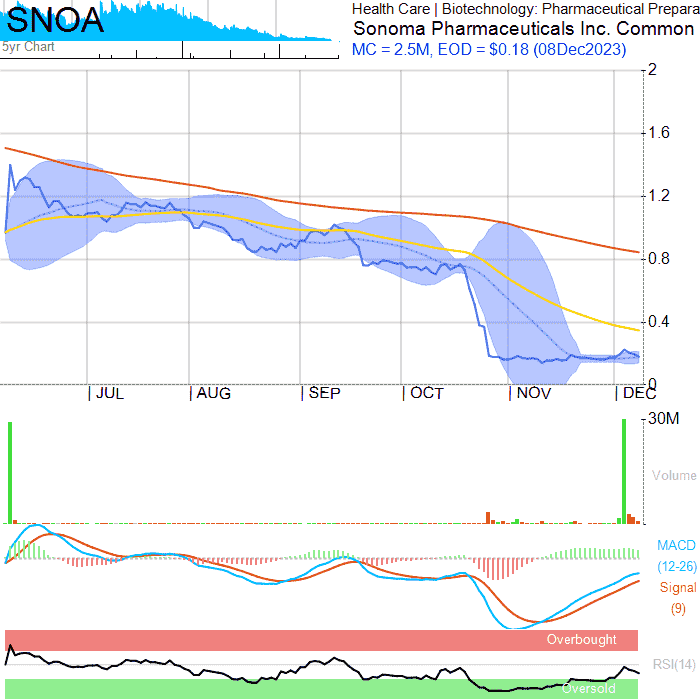 SNOA
5yr Chart
Health Care | Biotechnology: Pharmaceutical Prepara
Sonoma Pharmaceuticals Inc. Common
MC = 2.5M, EOD = $0.18 (08Dec2023)
2
1.6
1.2
0.8
0.4
0
JUL AUG SEP OCT NOV DEC
30M
Volume
MACD
(12-26)
Signal
(9)
Overbought
RSI(14)
Oversold